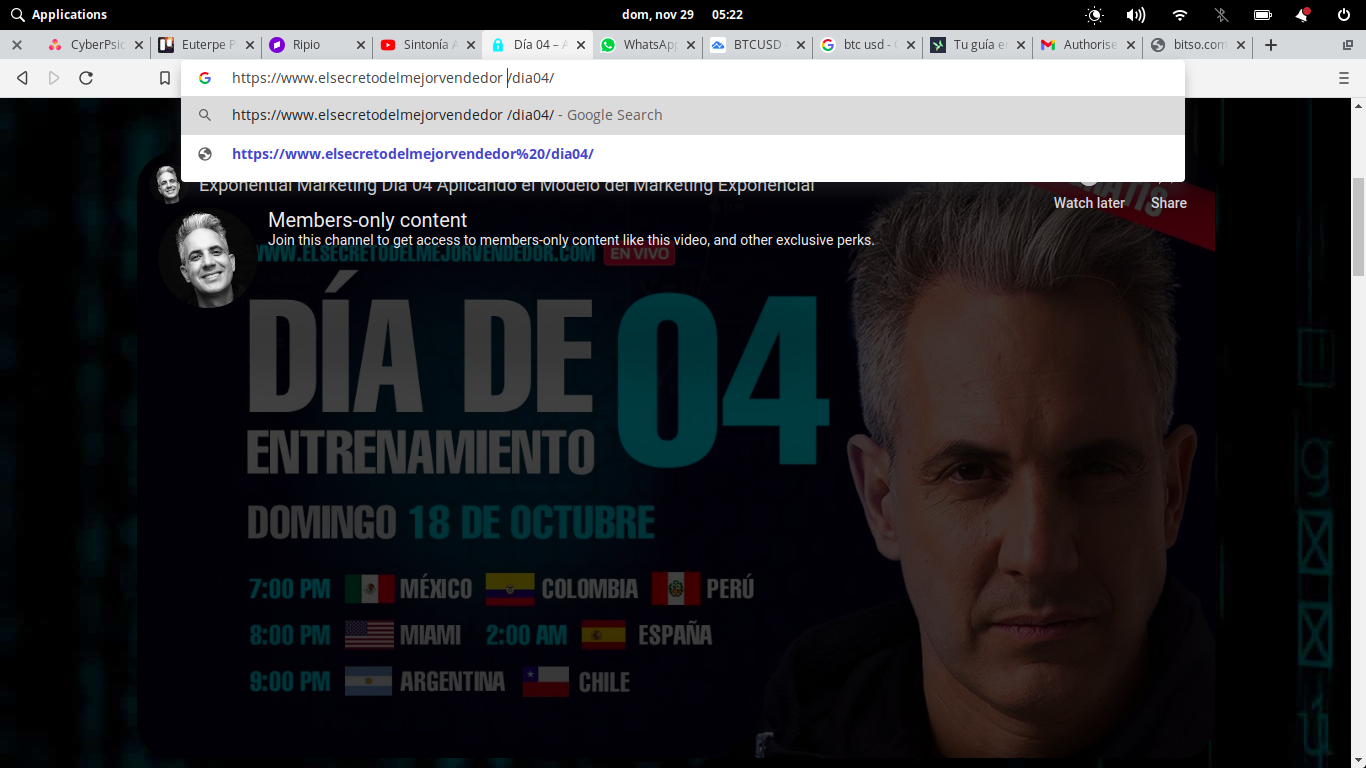 Applications dom, nov 29 05:22
CyberPsi Euterpe P Ripio Sintonía A Día 04 – A WhatsApp BTCUSD 4 btc usd - G Tu guía en Gmail Authorise bitso.com
https://www.elsecretodelmejorvendedor /dia04/
https://www.elsecretodelmejorvendedor /dia04/ - Google Search
https://www.elsecretodelmejorvendedor%20/dia04/
Exponential Marketing Día 04 Aplicando el Modelo del Marketing Exponencial
Watch later Share
Members-only content
Join this channel to get access to members-only content like this video, and other exclusive perks.
WWW.ELSECRETODELMEJORVENDEDOR.COM EN VIVO
DÍA DE 04
ENTRENAMIENTO
DOMINGO 18 DE OCTUBRE
7:00 PM MÉXICO COLOMBIA PERÚ
8:00 PM MIAMI 2:00 AM ESPAÑA
9:00 PM ARGENTINA CHILE